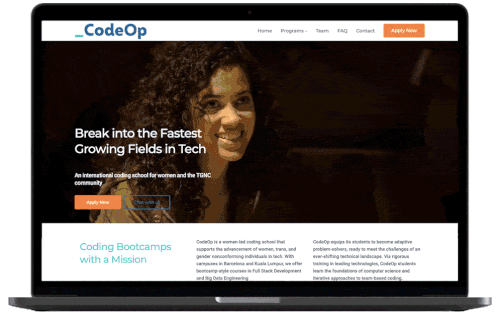 _CodeOp
Home Programs Team FAQ Contact Apply Now
Break into the Fastest
Growing Fields in Tech
An international coding school for women and the TGNC
community
Apply Now Chat with us
Coding Bootcamps
with a Mission
CodeOp is a women-led coding school that
supports the advancement of women, trans, and
gender nonconforming individuals in tech. With
campuses in Barcelona and Kuala Lumpur, we offer
bootcamp-style courses in Full Stack Development
and Big Data Engineering
CodeOp equips its students to become adaptive
problem-solvers, ready to meet the challenges of an
ever-shifting technical landscape. Via rigorous
training in leading technologies, CodeOp students
learn the foundations of computer science and
iterative approaches to team-based coding.